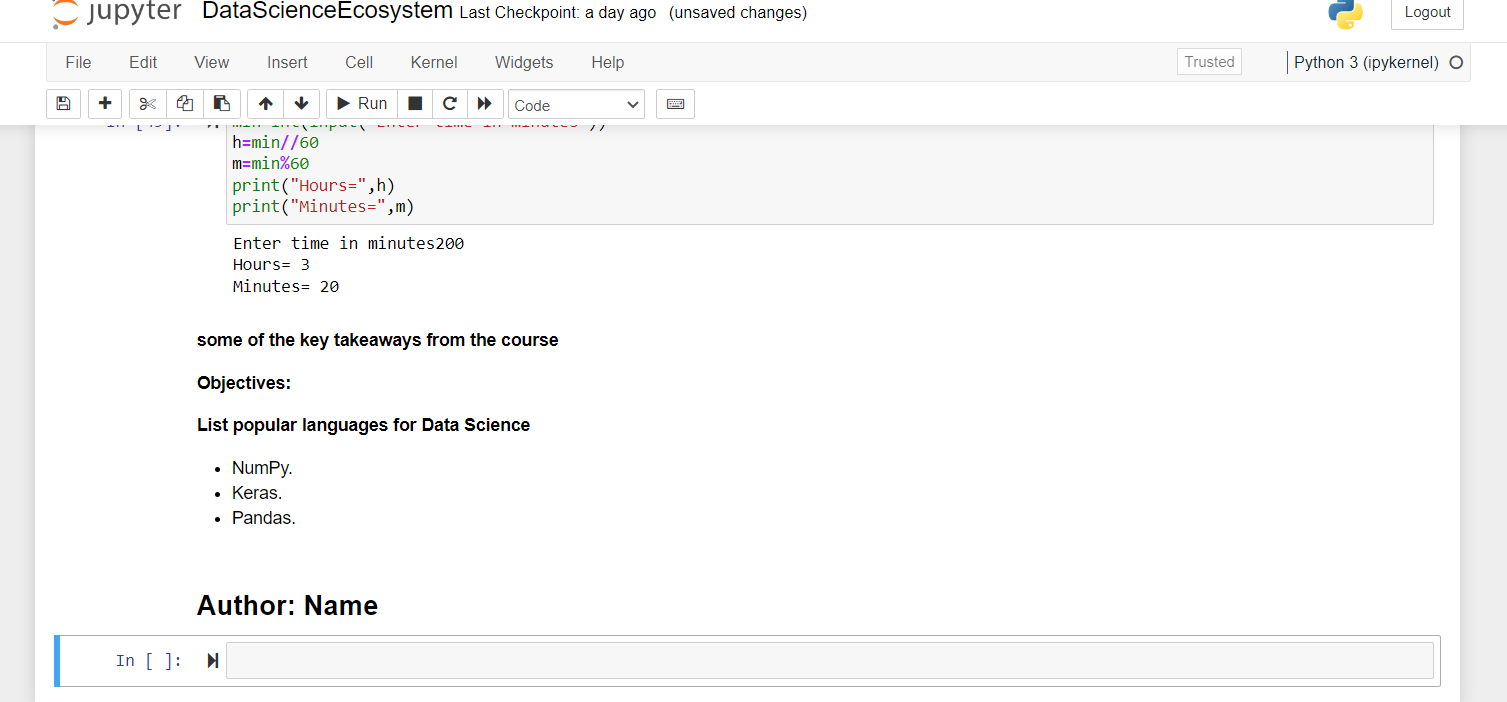 jupyter DataScienceEcosystem Last Checkpoint: a day ago (unsaved changes) Logout
File Edit View Insert Cell Kernel Widgets Help Trusted Python 3 (ipykernel)
Run Code
h=min//60
m=min%60
print("Hours=",h)
print("Minutes=",m)
Enter time in minutes200
Hours= 3
Minutes= 20
some of the key takeaways from the course
Objectives:
List popular languages for Data Science
• NumPy.
• Keras.
• Pandas.
Author: Name
In [ ]: